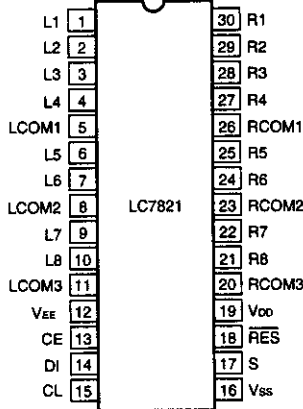 L1 1 30 R1
L2 2 29 R2
L3 3 28 R3
L4 4 27 R4
LCOM1 5 26 RCOM1
L5 6 25 R5
L6 7 24 R6
LCOM2 8 LC7821 23 RCOM2
L7 9 22 R7
L8 10 21 R8
LCOM3 11 20 RCOM3
VEE 12 19 VDD
CE 13 18 R̅E̅S̅
DI 14 17 S
CL 15 16 Vss